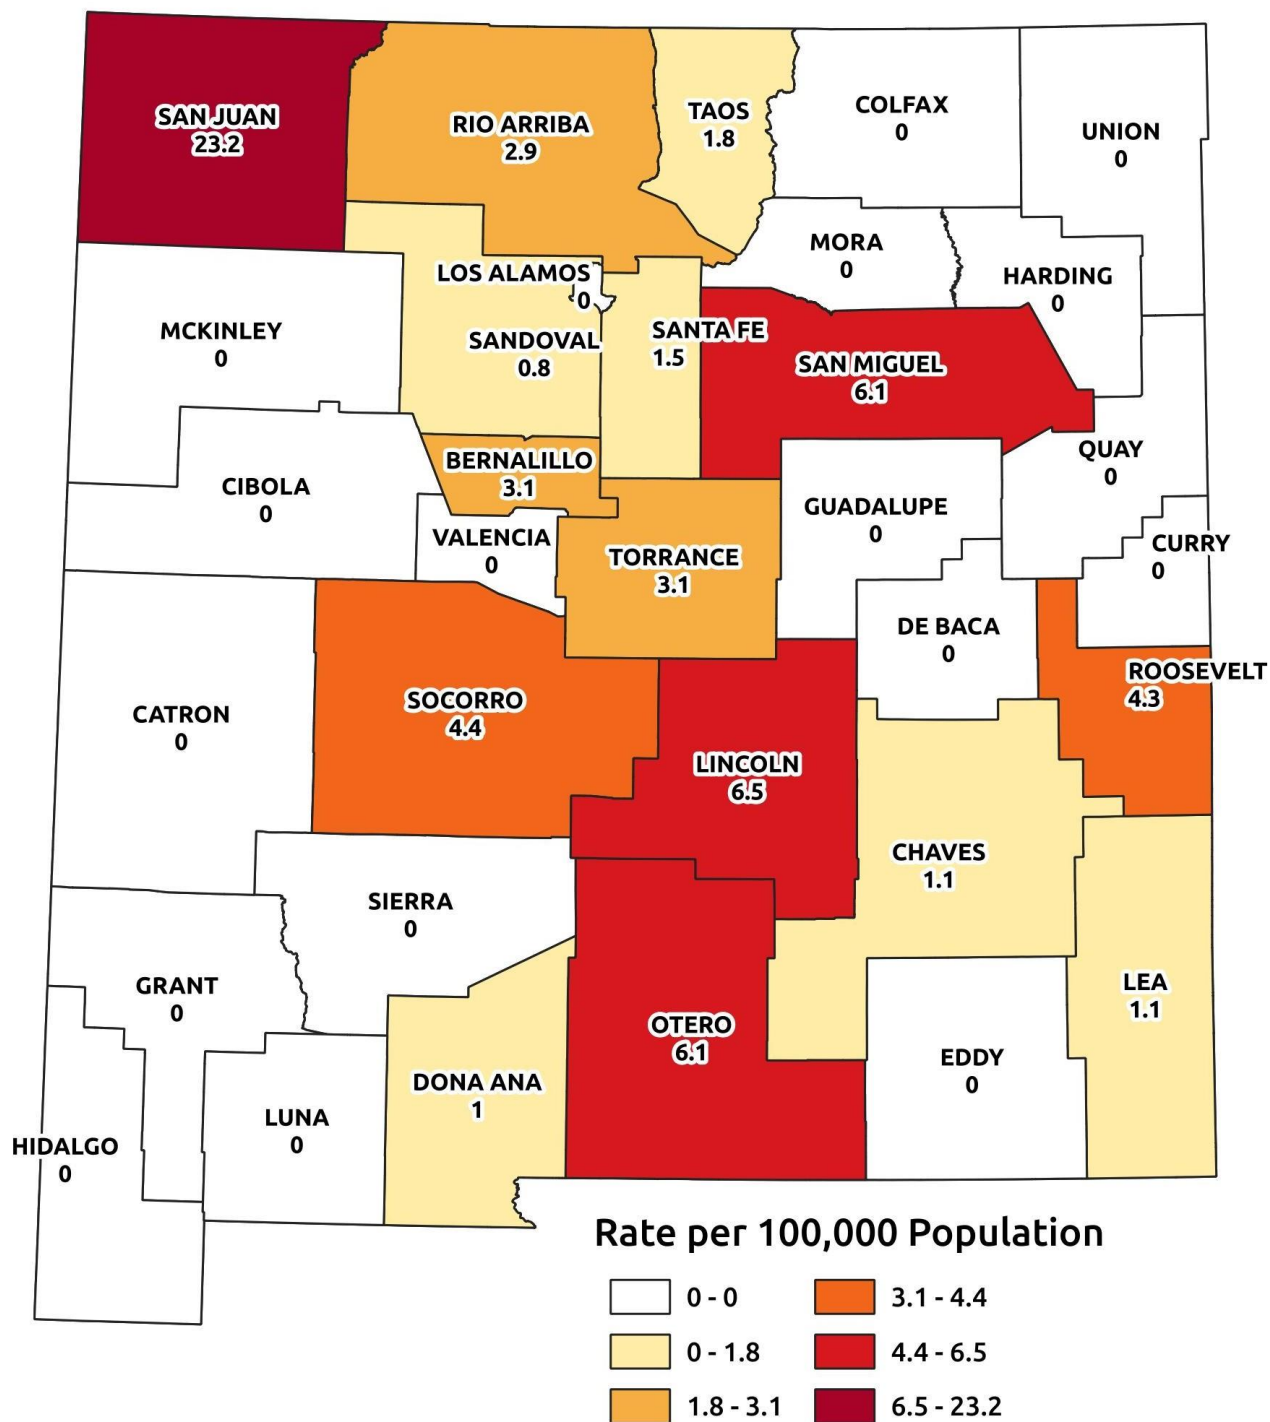 SAN JUAN
23.2
RIO ARRIBA
2.9
TAOS
1.8
COLFAX
0
UNION
0
MORA
0
HARDING
0
LOS ALAMOS
0
MCKINLEY
0
SANDOVAL
0.8
SANTA FE
1.5
SAN MIGUEL
6.1
QUAY
0
BERNALILLO
3.1
CIBOLA
0
GUADALUPE
0
VALENCIA
0
CURRY
0
TORRANCE
3.1
DE BACA
0
ROOSEVELT
4.3
CATRON
0
SOCORRO
4.4
LINCOLN
6.5
CHAVES
1.1
SIERRA
0
GRANT
0
LEA
1.1
OTERO
6.1
EDDY
0
DONA ANA
1
LUNA
0
HIDALGO
0
Rate per 100,000 Population
0 - 0
3.1 - 4.4
0 - 1.8
4.4 - 6.5
1.8 - 3.1
6.5 - 23.2